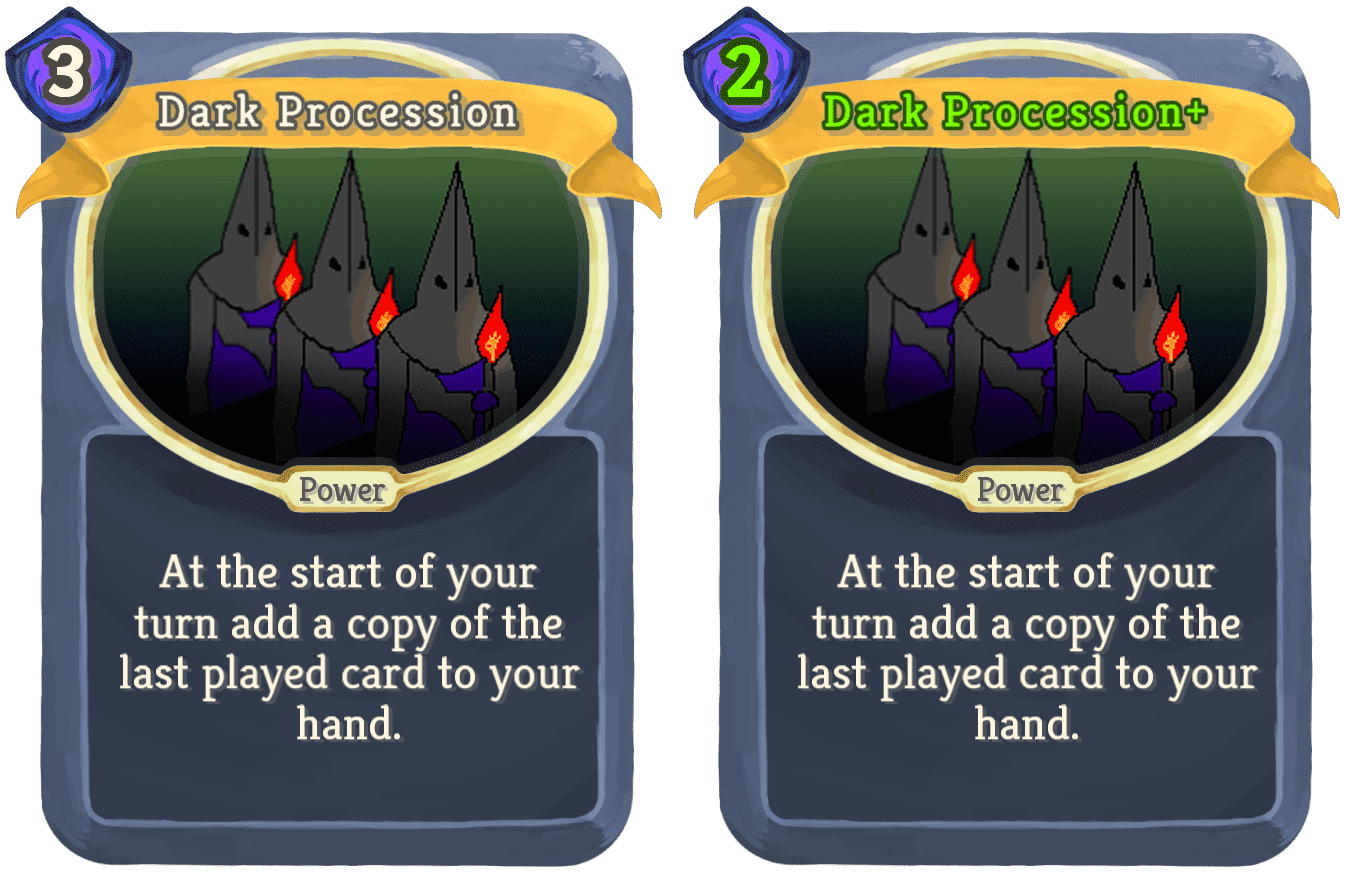 3
Dark Procession
Power
At the start of your
turn add a copy of the
last played card to your
hand.
2
Dark Procession+
Power
At the start of your
turn add a copy of the
last played card to your
hand.